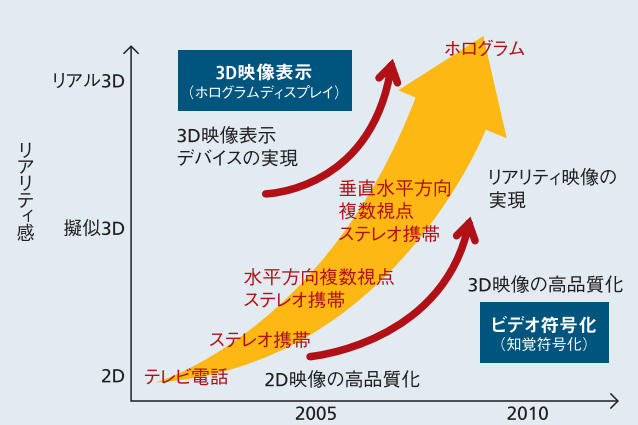 ホログラム
3D映像表示
（ホログラムディスプレイ）
リアル3D
3D映像表示
デバイスの実現
リアリティ感
垂直水平方向
複数視点
ステレオ携帯
リアリティ映像の
実現
擬似3D
水平方向複数視点
ステレオ携帯
3D映像の高品質化
ビデオ符号化
（知覚符号化）
ステレオ携帯
2D
テレビ電話
2D映像の高品質化
2005
2010